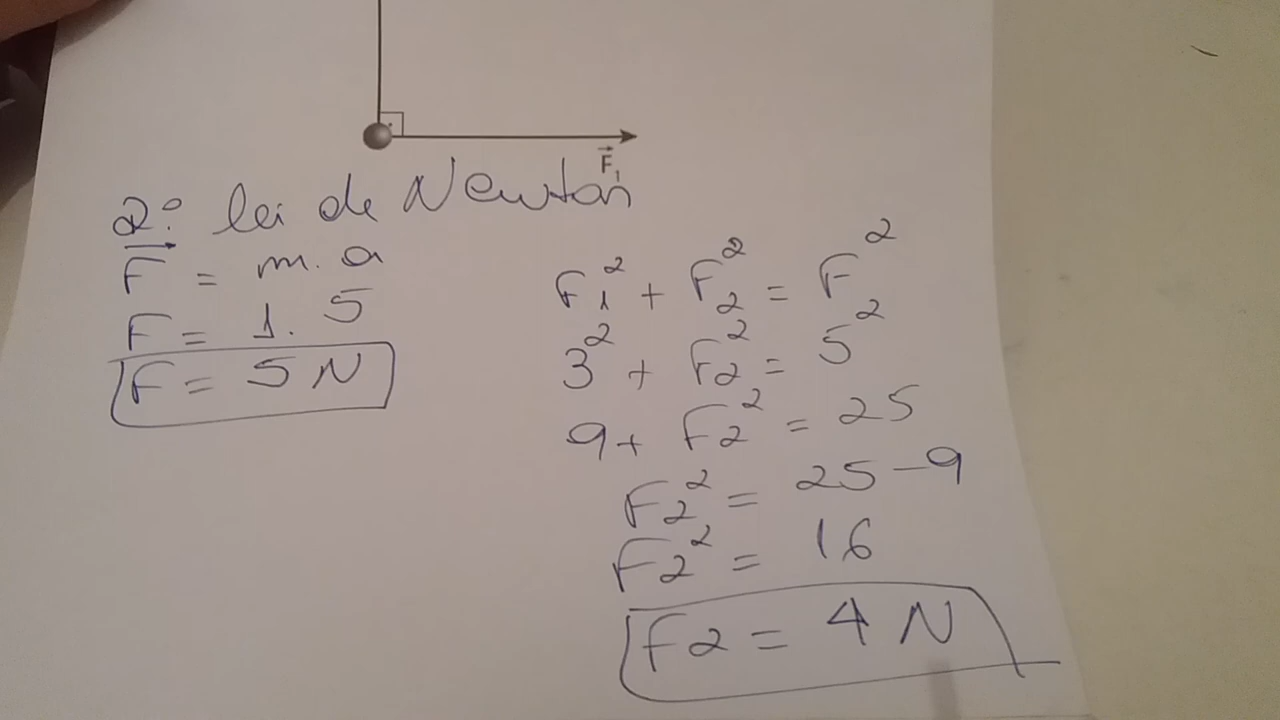 F⃗₁
2º lei de Newton
F⃗ = m. a
F = 1. 5
F = 5 N
F1² + F2² = F²
3² + F2² = 5²
9 + F2² = 25
F2² = 25 - 9
F2² = 16
F2 = 4 N